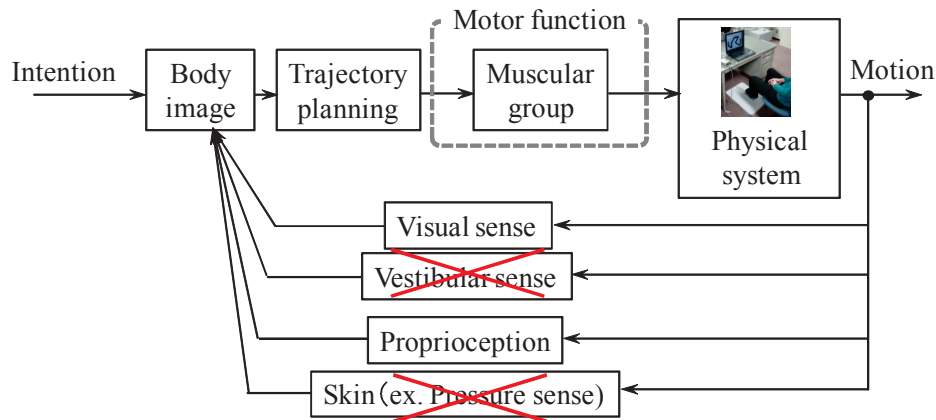 Motor function
Intention
Body
image
Trajectory
planning
Muscular
group
Physical
system
Motion
Visual sense
Vestibular sense
Proprioception
Skin(ex. Pressure sense)